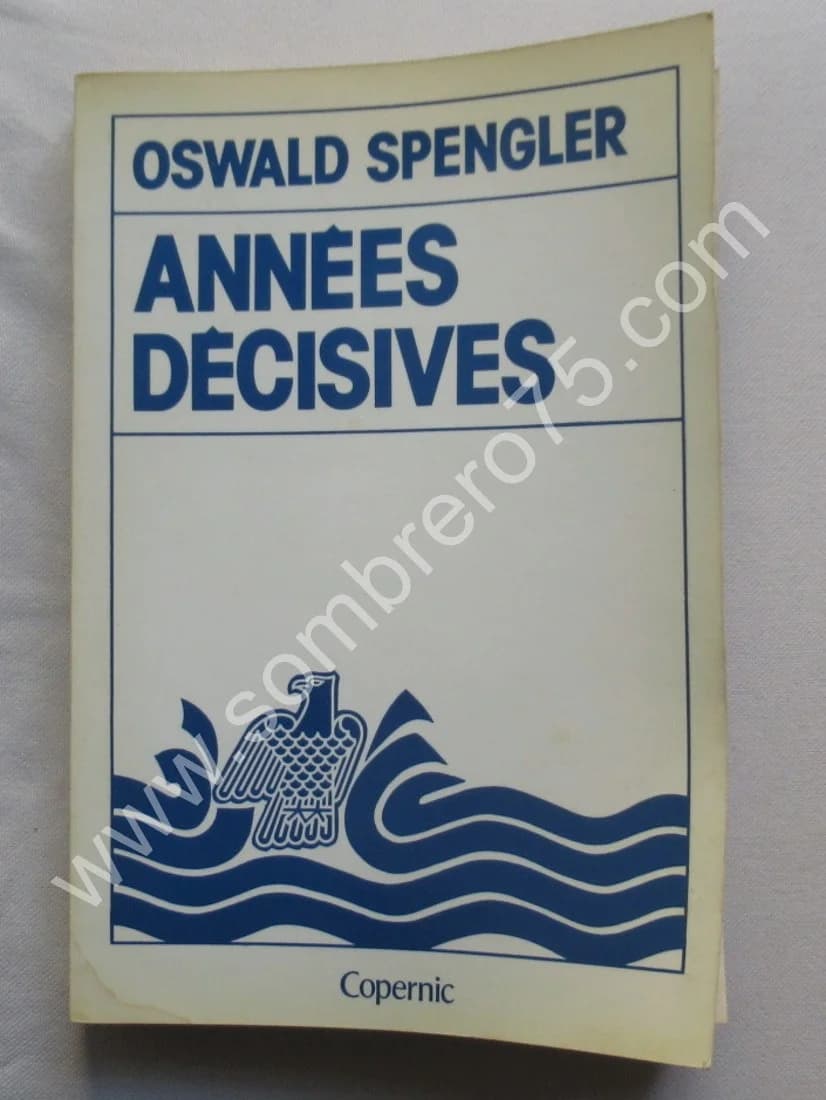 OSWALD SPENGLER
ANNÉES
DÉCISIVES
www.sombrero75.com
Copernic